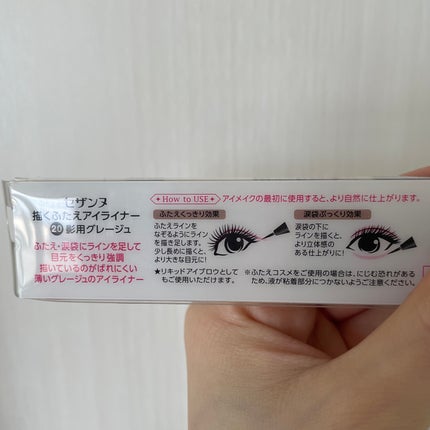 セザンヌ
描くふたえアイライナー
20 影用グレージュ
ふたえ・涙袋にラインを足して
目元をくっきり強調
描いているのがばれにくい
薄いグレージュのアイライナー
How to USE アイメイクの最初に使用すると、より自然に仕上がります。
ふたえくっきり効果
ふたえラインを
なぞるようにライン
を描き足します。
少し長めに描くと、
より大きな目元に!
★リキッドアイブロウとして
もご使用いただけます。
涙袋ぷっくり効果
涙袋の下に
ラインを描くと、
より立体感の
ある仕上がりに!
※ふたえコスメをご使用の場合は、にじむ恐れがある
ため、液が粘着部分につかないようご注意ください。